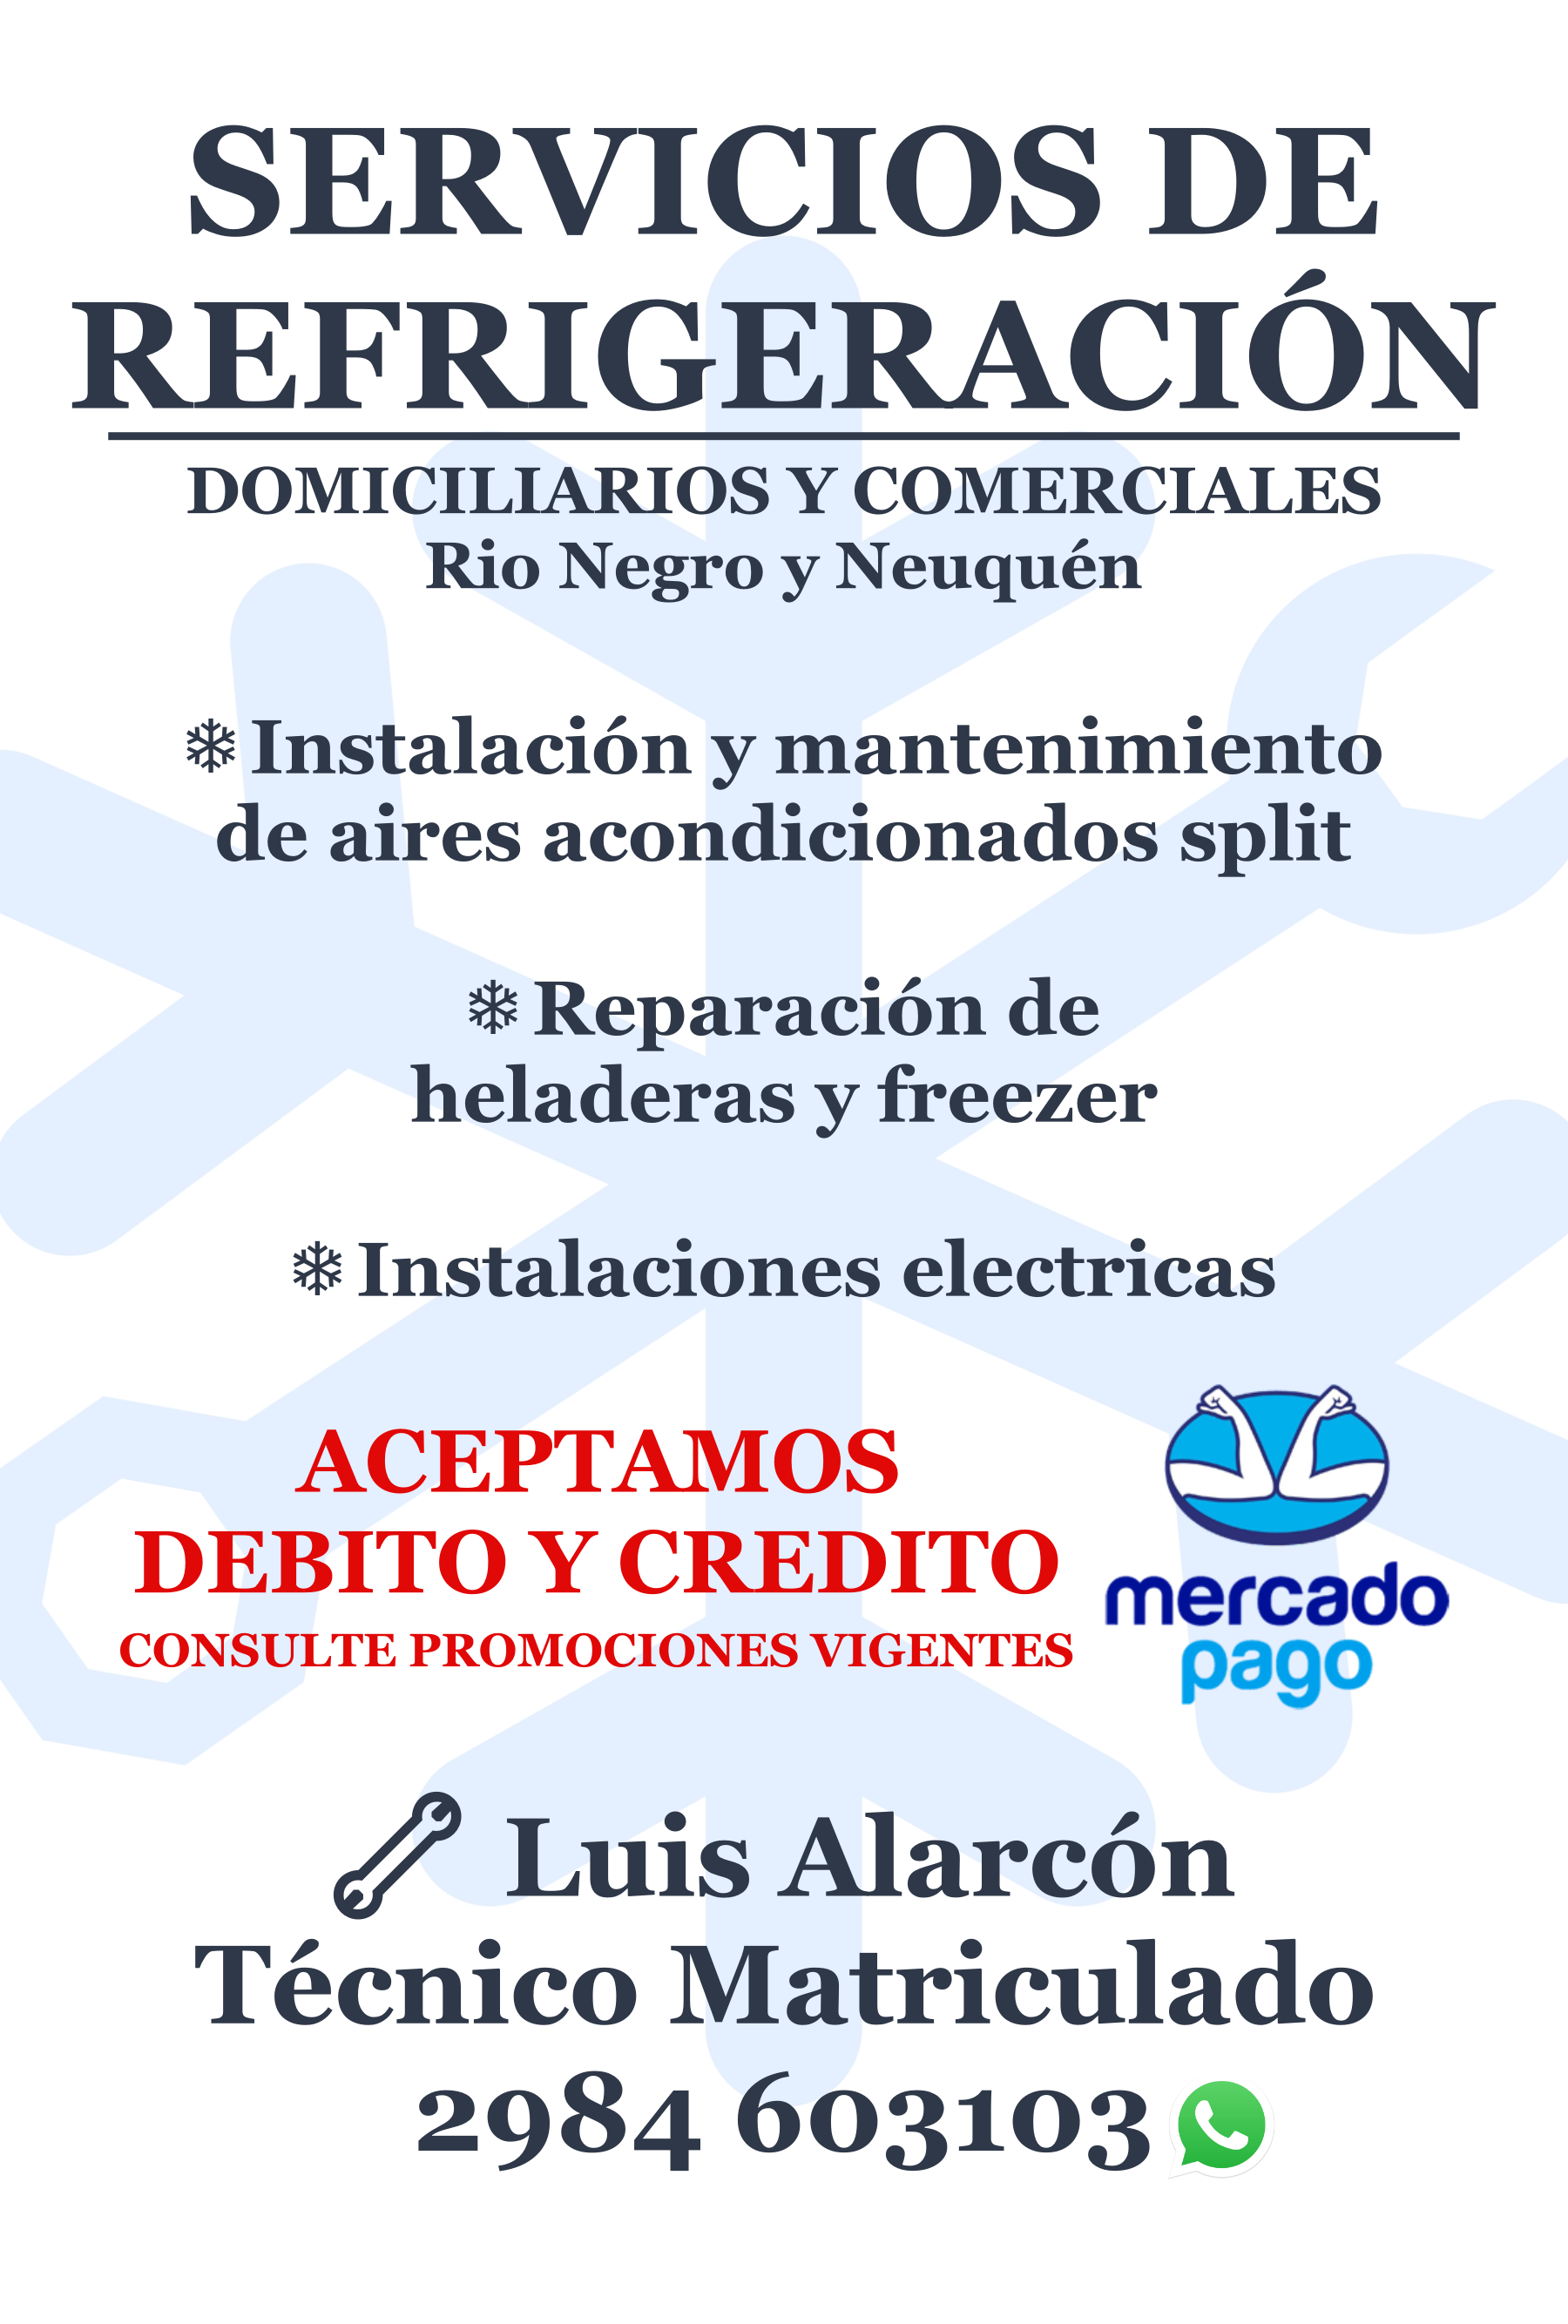 SERVICIOS DE
REFRIGERACIÓN
DOMICILIARIOS Y COMERCIALES
Rio Negro y Neuquén
❄ Instalación y mantenimiento
de aires acondicionados split
❄ Reparación de
heladeras y freezer
❄ Instalaciones electricas
ACEPTAMOS
DEBITO Y CREDITO
CONSULTE PROMOCIONES VIGENTES
mercado
pago
Luis Alarcón
Técnico Matriculado
2984 603103